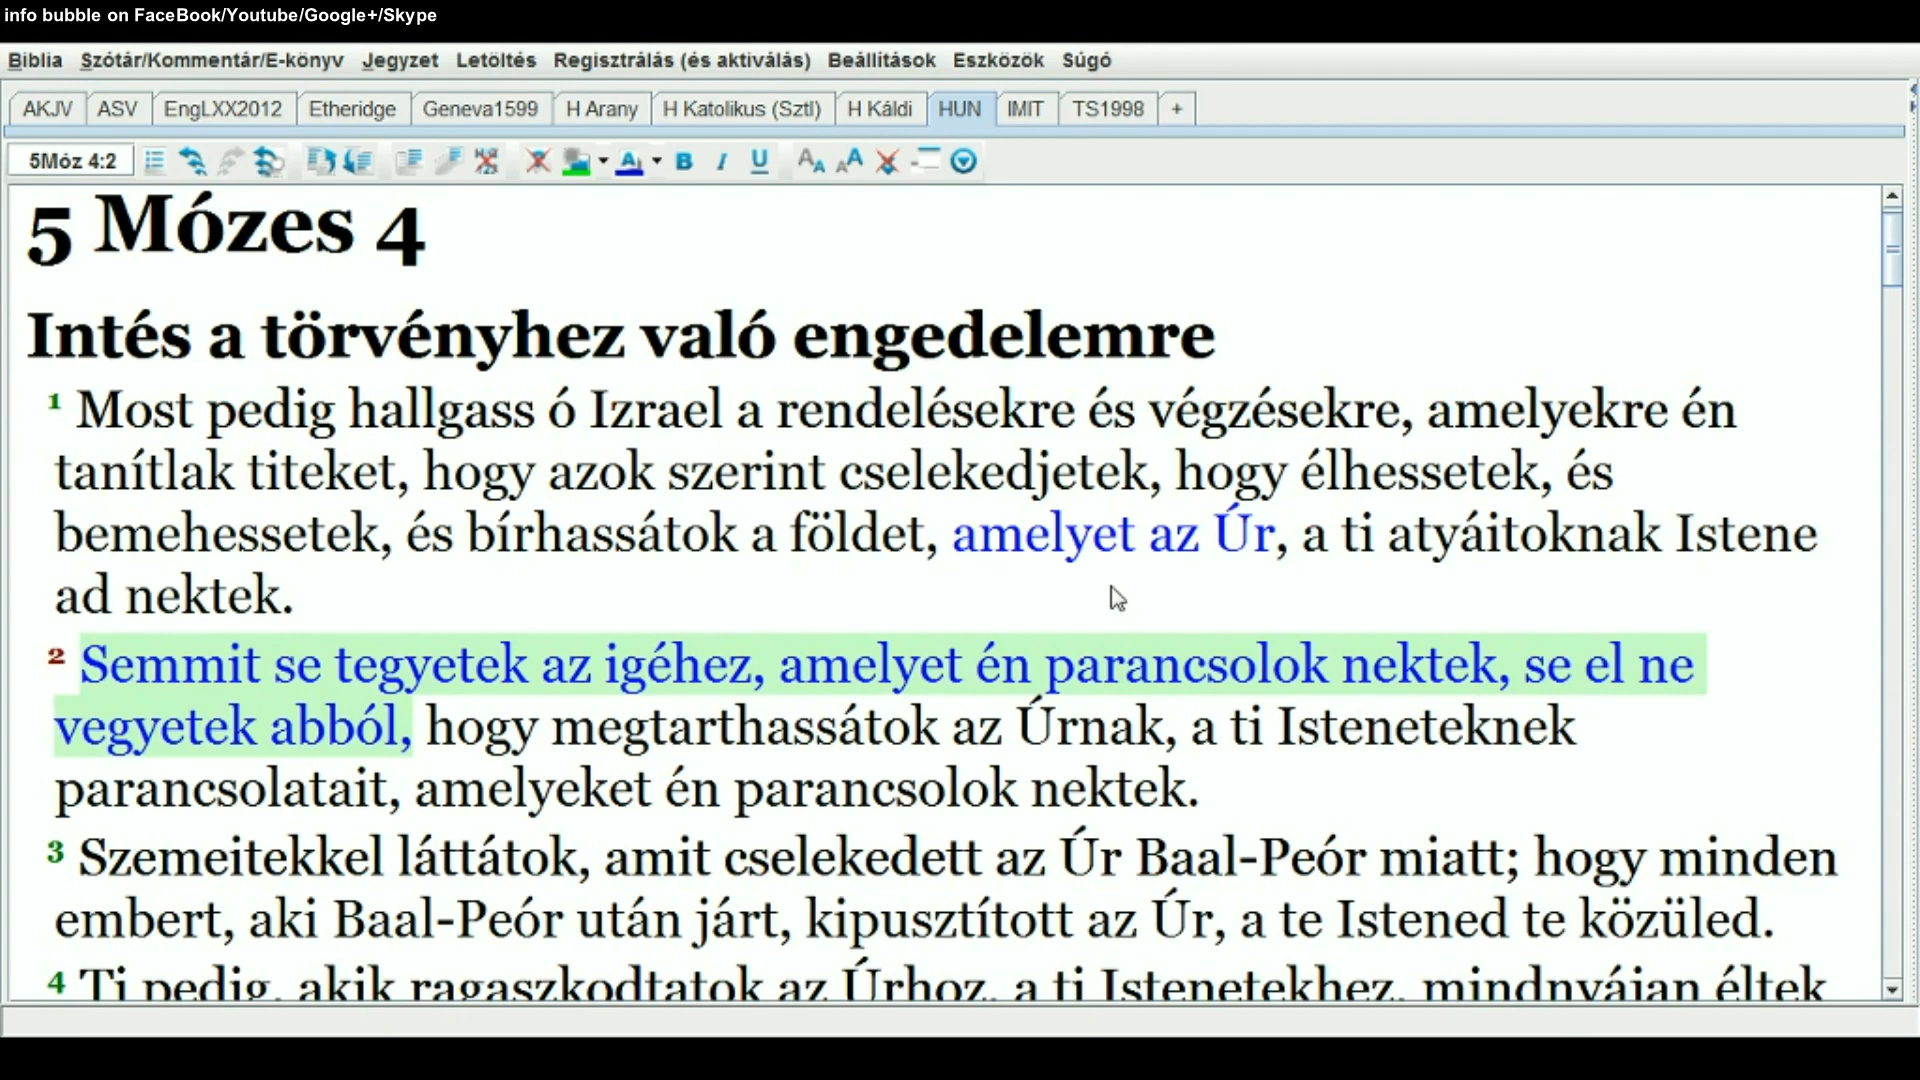 info bubble on FaceBook/Youtube/Google+/Skype
Biblia Szótár/Kommentár/E-könyv Jegyzet Letöltés Regisztrálás (és aktiválás) Beállítások Eszközök Súgó
AKJV ASV EngLXX2012 Etheridge Geneva1599 H Arany H Katolikus (Sztl) H Káldi HUN IMIT TS1998 +
5Móz 4:2 A B I U AA AA
5 Mózes 4
Intés a törvényhez való engedelemre
1 Most pedig hallgass ó Izrael a rendelésekre és végzésekre, amelyekre én
tanítlak titeket, hogy azok szerint cselekedjetek, hogy élhessetek, és
bemehessetek, és bírhassátok a földet, amelyet az Úr, a ti atyáitoknak Istene
ad nektek.
2 Semmit se tegyetek az igéhez, amelyet én parancsolok nektek, se el ne
vegyetek abból, hogy megtarthassátok az Úrnak, a ti Isteneteknek
parancsolatait, amelyeket én parancsolok nektek.
3 Szemeitekkel láttátok, amit cselekedett az Úr Baal-Peór miatt; hogy minden
embert, aki Baal-Peór után járt, kipusztított az Úr, a te Istened te közüled.
4 Ti pedig, akik ragaszkodtatok az Úrhoz, a ti Istenetekhez, mindnyájan éltek